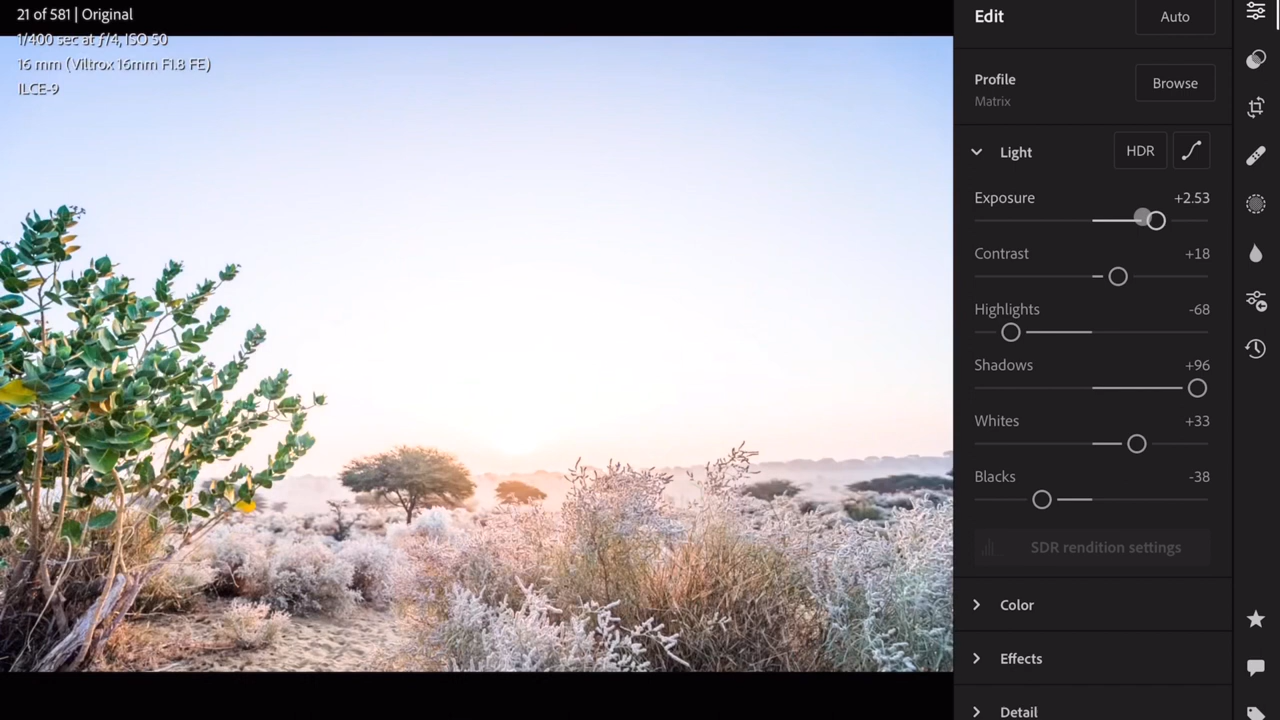 21 of 581 | Original
1/400 sec at ƒ/4, ISO 50
16 mm (Viltrox 16mm F1.8 FE)
ILCE-9
Edit
Auto
Profile
Matrix
Browse
Light
HDR
Exposure +2.53
Contrast +18
Highlights -68
Shadows +96
Whites +33
Blacks -38
SDR rendition settings
Color
Effects
Detail